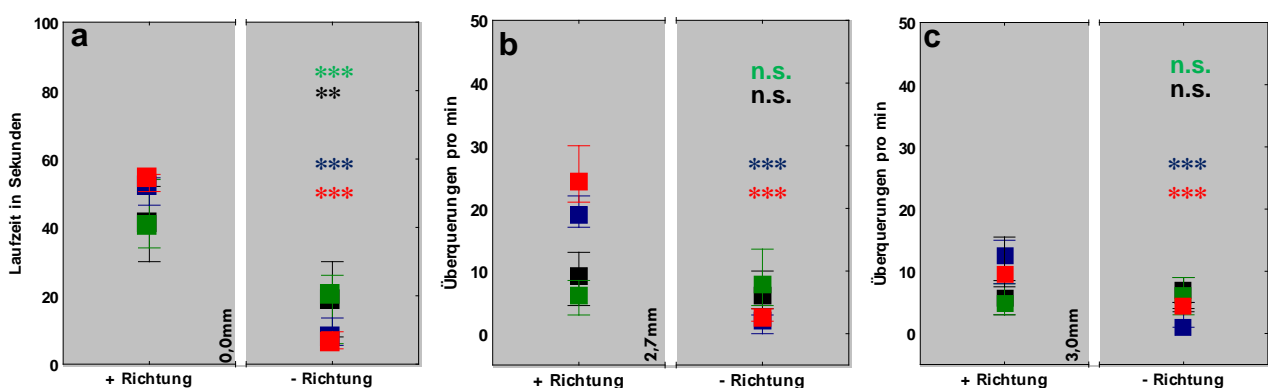 a
Laufzeit in Sekunden
100
80
60
40
20
0
***
**
***
***
0,0mm
+ Richtung
- Richtung
b
Überquerungen pro min
50
40
30
20
10
0
n.s.
n.s.
***
***
2,7mm
+ Richtung
- Richtung
c
Überquerungen pro min
50
40
30
20
10
0
n.s.
n.s.
***
***
3,0mm
+ Richtung
- Richtung